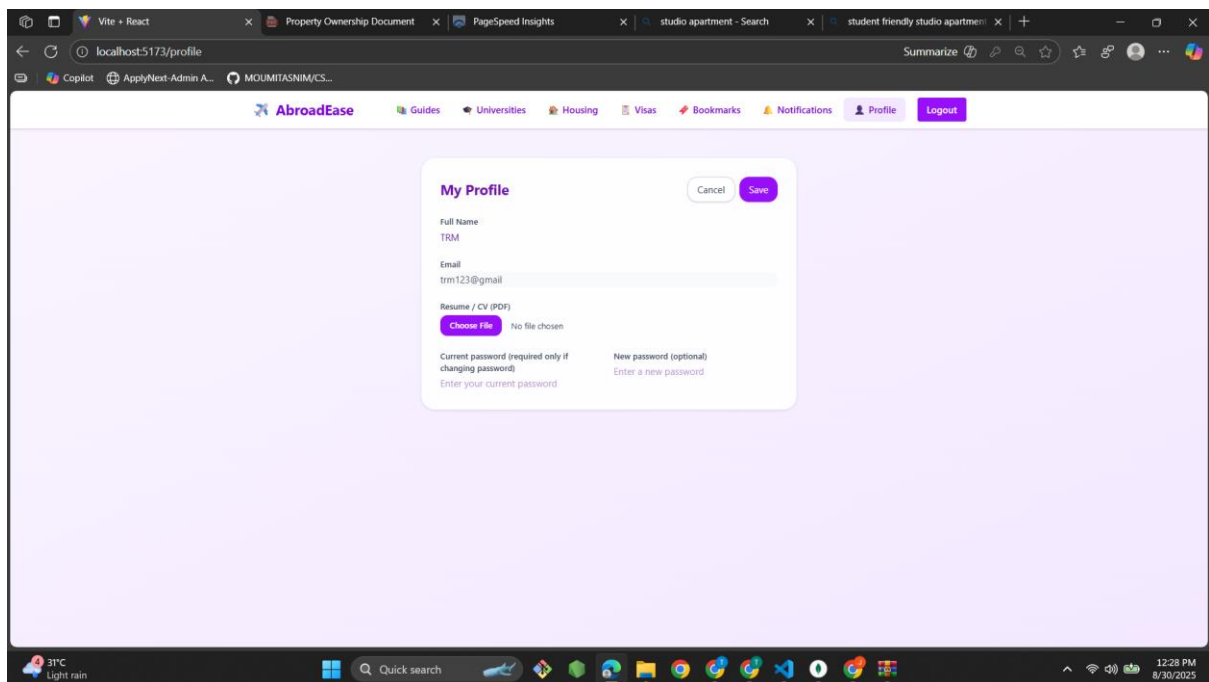 Vite + React
Property Ownership Document
PageSpeed Insights
studio apartment - Search
student friendly studio apartment
localhost:5173/profile
Summarize
Copilot
ApplyNext-Admin A...
MOUMITASNIM/CS...
AbroadEase
Guides
Universities
Housing
Visas
Bookmarks
Notifications
Profile
Logout
My Profile
Cancel
Save
Full Name
TRM
Email
trm123@gmail
Resume / CV (PDF)
Choose File No file chosen
Current password (required only if
changing password)
Enter your current password
New password (optional)
Enter a new password
4
31°C
Light rain
Quick search
12:28 PM
8/30/2025